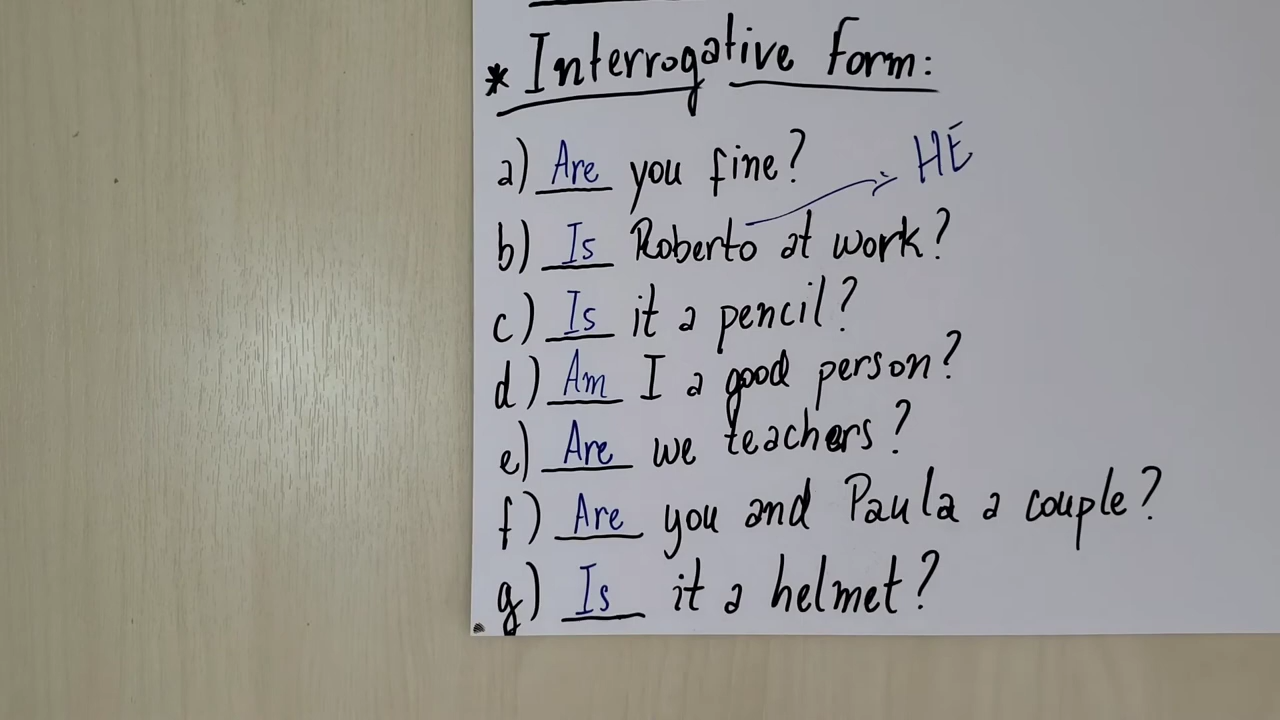 * Interrogative Form:
a) Are you fine?
HE
b) Is Roberto at work?
c) Is it a pencil?
d) Am I a good person?
e) Are we teachers?
f) Are you and Paula a couple?
g) Is it a helmet?